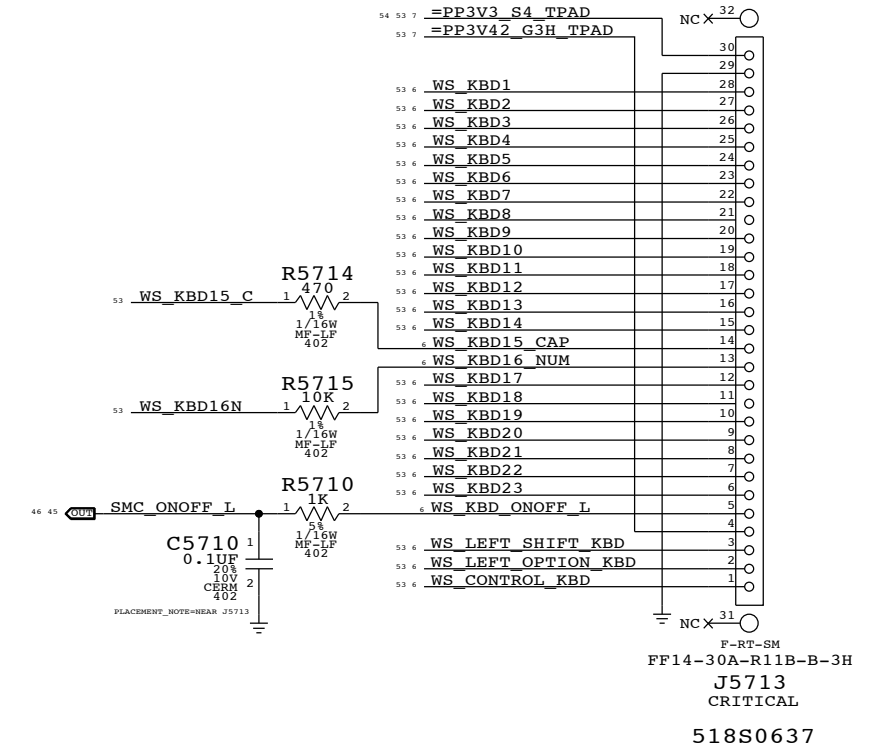 54 53 7 =PP3V3_S4_TPAD
53 7 =PP3V42_G3H_TPAD
NC 32
30
29
53 6 WS_KBD1 28
53 6 WS_KBD2 27
53 6 WS_KBD3 26
53 6 WS_KBD4 25
53 6 WS_KBD5 24
53 6 WS_KBD6 23
53 6 WS_KBD7 22
53 6 WS_KBD8 21
53 6 WS_KBD9 20
53 6 WS_KBD10 19
53 6 WS_KBD11 18
53 6 WS_KBD12 17
53 6 WS_KBD13 16
53 6 WS_KBD14 15
6 WS_KBD15_CAP 14
6 WS_KBD16_NUM 13
53 6 WS_KBD17 12
53 6 WS_KBD18 11
53 6 WS_KBD19 10
53 6 WS_KBD20 9
53 6 WS_KBD21 8
53 6 WS_KBD22 7
53 6 WS_KBD23 6
6 WS_KBD_ONOFF_L 5
4
53 6 WS_LEFT_SHIFT_KBD 3
53 6 WS_LEFT_OPTION_KBD 2
53 6 WS_CONTROL_KBD 1
NC 31
R5714
470
53 WS_KBD15_C 1 2
1%
1/16W
MF-LF
402
R5715
10K
53 WS_KBD16N 1 2
1%
1/16W
MF-LF
402
R5710
1K
46 45 OUT SMC_ONOFF_L 1 2
5%
1/16W
MF-LF
402
C5710 1
0.1UF
20%
10V
CERM 2
402
PLACEMENT_NOTE=NEAR J5713
F-RT-SM
FF14-30A-R11B-B-3H
J5713
CRITICAL
518S0637